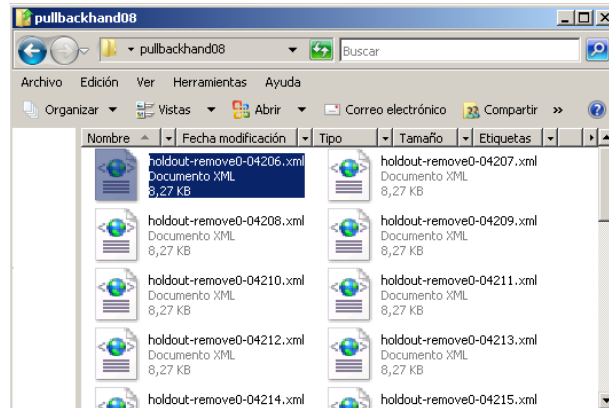 pullbackhand08
pullbackhand08 Buscar
Archivo Edición Ver Herramientas Ayuda
Organizar Vistas Abrir Correo electrónico Compartir »
Nombre Fecha modificación Tipo Tamaño Etiquetas
holdout-remove0-04206.xml
Documento XML
8,27 KB
holdout-remove0-04207.xml
Documento XML
8,27 KB
holdout-remove0-04208.xml
Documento XML
8,27 KB
holdout-remove0-04209.xml
Documento XML
8,27 KB
holdout-remove0-04210.xml
Documento XML
8,27 KB
holdout-remove0-04211.xml
Documento XML
8,27 KB
holdout-remove0-04212.xml
Documento XML
8,27 KB
holdout-remove0-04213.xml
Documento XML
8,27 KB
holdout-remove0-04214.xml
holdout-remove0-04215.xml